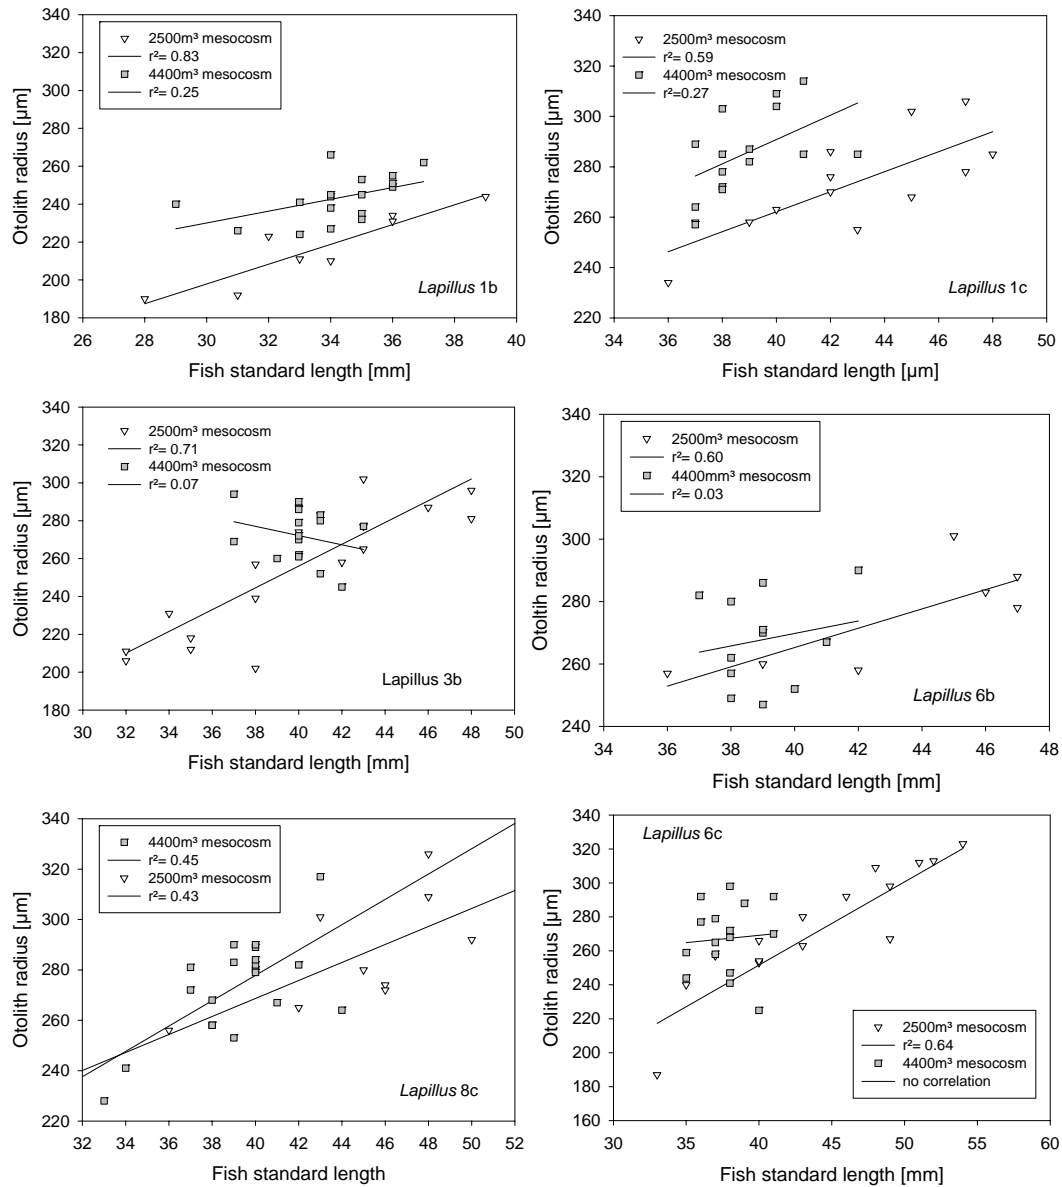 340
320
300
280
260
240
220
200
180
Otolith radius [µm]
2500m³ mesocosm
r²= 0.83
4400m³ mesocosm
r²= 0.25
Lapillus 1b
26 28 30 32 34 36 38 40
Fish standard length [mm]
340
320
300
280
260
240
220
Otolith radius [µm]
2500m³ mesocosm
r²= 0.59
4400m³ mesocosm
r²=0.27
Lapillus 1c
34 36 38 40 42 44 46 48 50
Fish standard length [µm]
340
320
300
280
260
240
220
200
180
Otolith radius [µm]
2500m³ mesocosm
r²= 0.71
4400m³ mesocosm
r²= 0.07
Lapillus 3b
32 34 36 38 40 42 44 46 48 50
Fish standard length [mm]
340
320
300
280
260
240
Otoltih radius [µm]
2500m³ mesocosm
r²= 0.60
4400mm³ mesocosm
r²= 0.03
Lapillus 6b
34 36 38 40 42 44 46 48
Fish standard length [mm]
340
320
300
280
260
240
220
Otolith radius [µm]
4400m³ mesocosm
r²= 0.45
2500m³ mesocosm
r²= 0.43
Lapillus 8c
32 34 36 38 40 42 44 46 48 50 52
Fish standard length
340
320
300
280
260
240
220
200
180
160
Otolith radius [µm]
Lapillus 6c
2500m³ mesocosm
r²= 0.64
4400m³ mesocosm
no correlation
30 35 40 45 50 55 60
Fish standard length [mm]